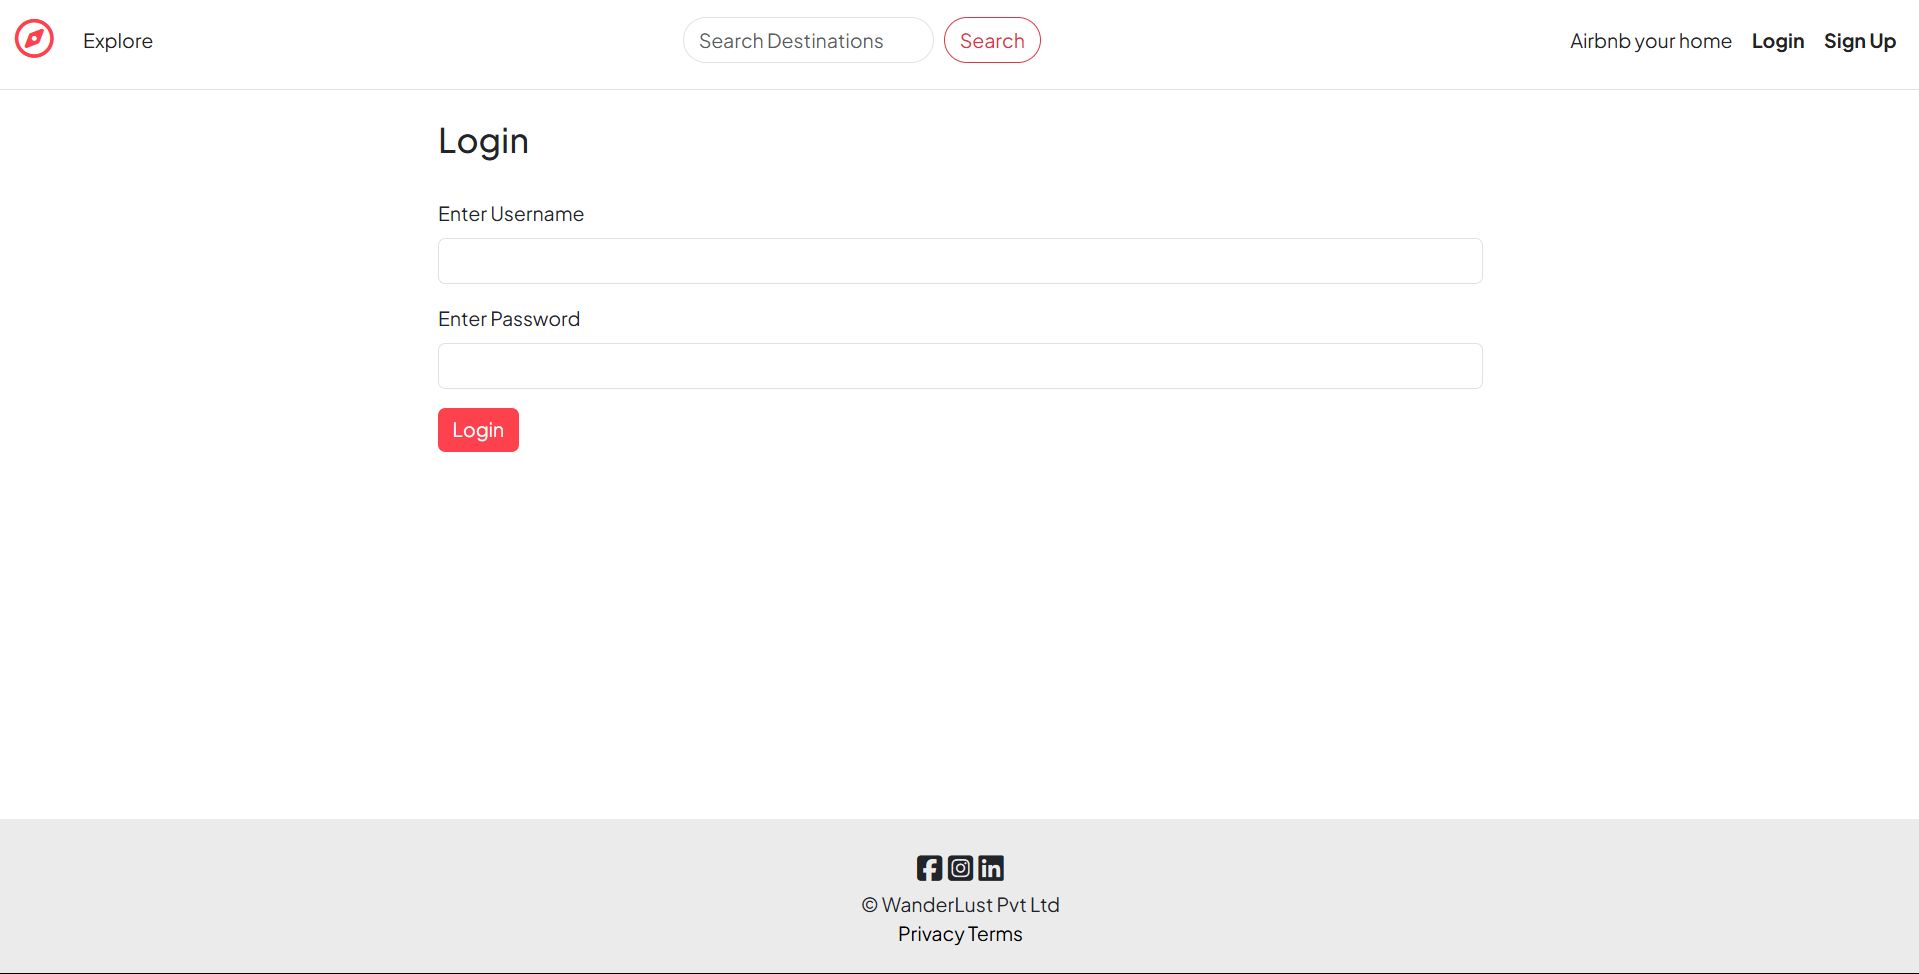 Explore
Search Destinations
Search
Airbnb your home
Login
Sign Up
Login
Enter Username
Enter Password
Login
© WanderLust Pvt Ltd
Privacy Terms